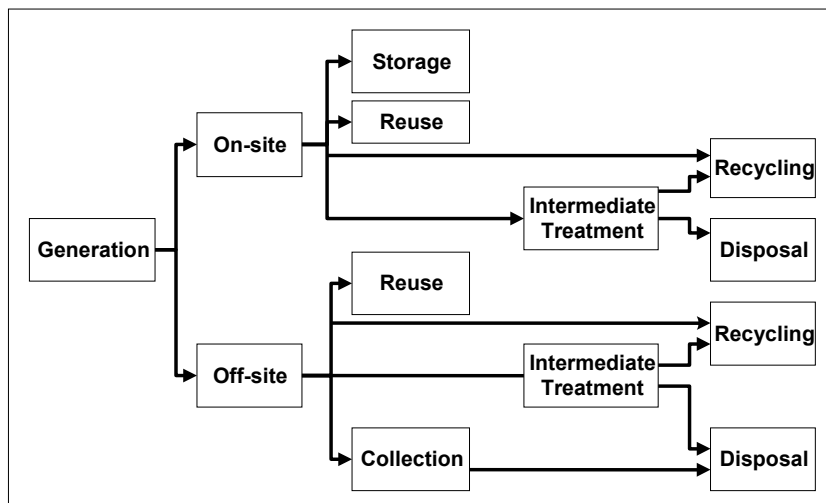 Storage
Reuse
On-site
Recycling
Intermediate
Treatment
Generation
Disposal
Reuse
Recycling
Off-site
Intermediate
Treatment
Collection
Disposal